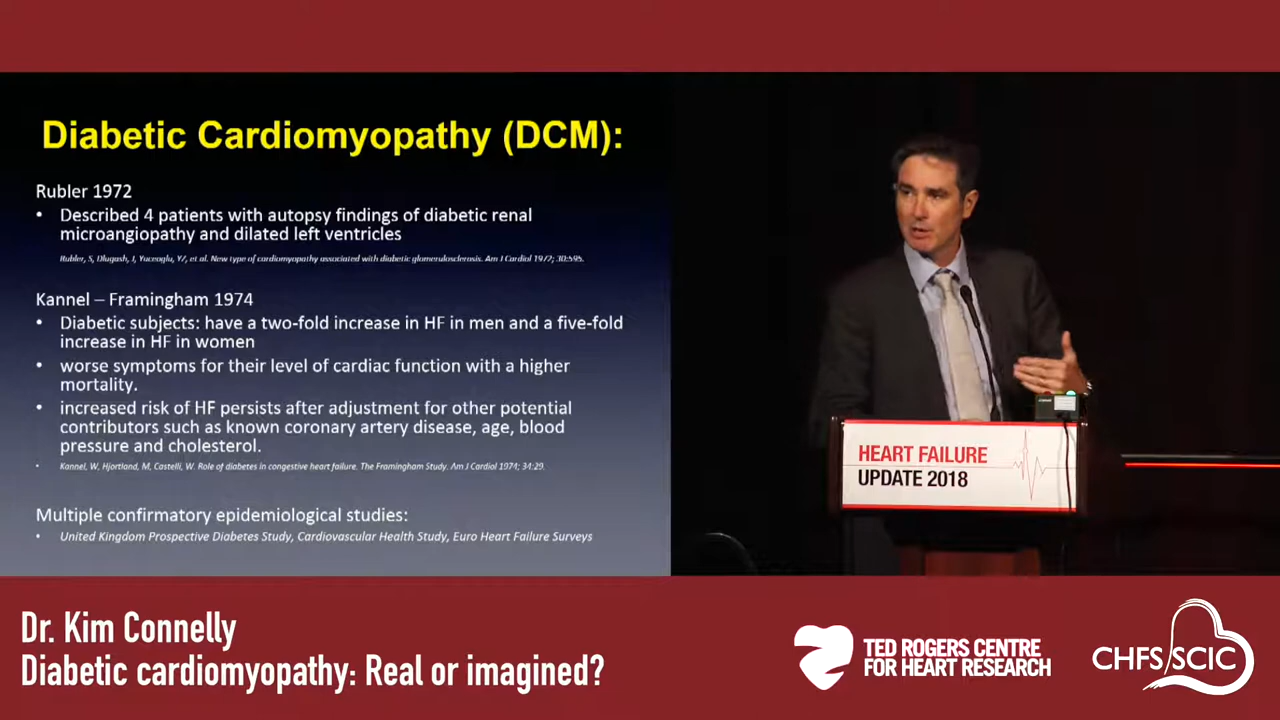 Diabetic Cardiomyopathy (DCM):
Rubler 1972
• Described 4 patients with autopsy findings of diabetic renal
microangiopathy and dilated left ventricles
Rubler, S, Dlugash, J, Yuceoglu, YZ, et al. New type of cardiomyopathy associated with diabetic glomerulosclerosis. Am J Cardiol 1972; 30:595.
Kannel – Framingham 1974
• Diabetic subjects: have a two-fold increase in HF in men and a five-fold
increase in HF in women
• worse symptoms for their level of cardiac function with a higher
mortality.
• increased risk of HF persists after adjustment for other potential
contributors such as known coronary artery disease, age, blood
pressure and cholesterol.
• Kannel, W, Hjortland, M, Castelli, W. Role of diabetes in congestive heart failure. The Framingham Study. Am J Cardiol 1974; 34:29.
Multiple confirmatory epidemiological studies:
• United Kingdom Prospective Diabetes Study, Cardiovascular Health Study, Euro Heart Failure Surveys
HEART FAILURE
UPDATE 2018
Dr. Kim Connelly
Diabetic cardiomyopathy: Real or imagined?
TED ROGERS CENTRE
FOR HEART RESEARCH
CHFS/SCIC